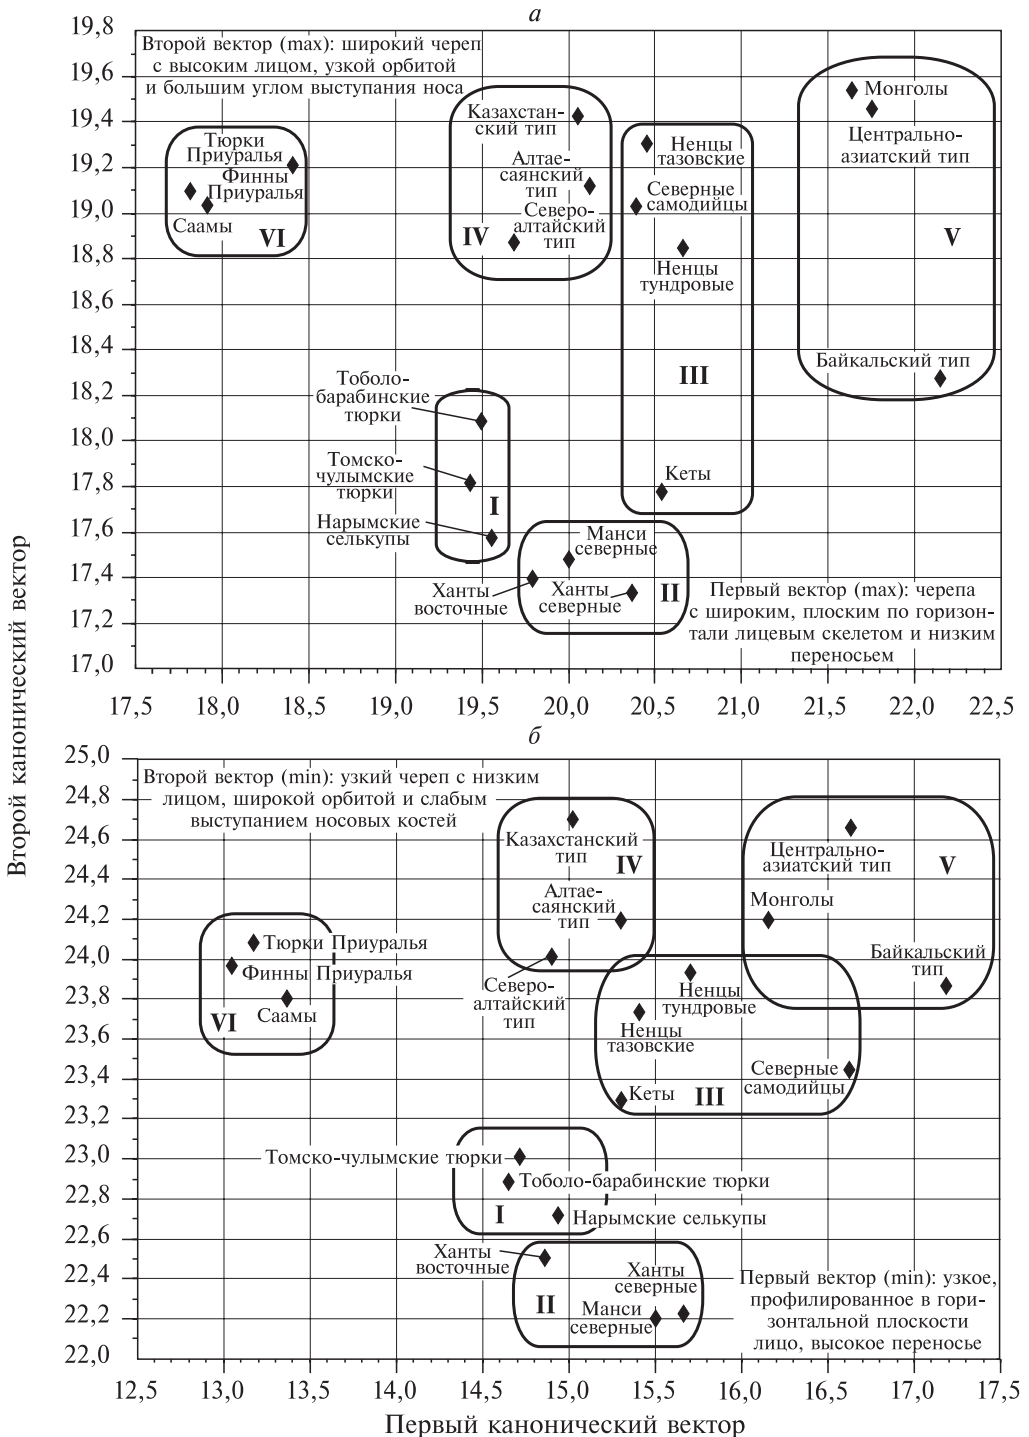 а
19,8
19,6
19,4
19,2
19,0
18,8
18,6
18,4
18,2
18,0
17,8
17,6
17,4
17,2
17,0
Второй вектор (max): широкий череп
с высоким лицом, узкой орбитой
и большим углом выступания носа
Тюрки
Приуралья
Финны
Приуралья
Саамы
VI
Казахстан-
ский тип
Алтае-
саянский
тип
Северо-
алтайский
тип
IV
Ненцы
тазовские
Северные
самодийцы
Ненцы
тундровые
III
Кеты
Монголы
Центрально-
азиатский тип
V
Байкальский тип
Тоболо-
барабинские
тюрки
Томско-
чулымские
тюрки
I
Нарымские
селькупы
Манси
северные
Ханты
восточные
Ханты
северные
II
Первый вектор (max): черепа
с широким, плоским по горизон-
тали лицевым скелетом и низким
переносьем
17,5 18,0 18,5 19,0 19,5 20,0 20,5 21,0 21,5 22,0 22,5
Второй канонический вектор
б
25,0
24,8
24,6
24,4
24,2
24,0
23,8
23,6
23,4
23,2
23,0
22,8
22,6
22,4
22,2
22,0
Второй вектор (min): узкий череп с низким
лицом, широкой орбитой и слабым
выступанием носовых костей
Казахстанский
тип
IV
Алтае-
саянский
тип
Северо-
алтайский
тип
Центрально-
азиатский тип
V
Монголы
Байкальский
тип
Тюрки Приуралья
Финны Приуралья
Саамы
VI
Ненцы
тундровые
Ненцы
тазовские
Северные
самодийцы
Кеты
III
Томско-чулымские тюрки
Тоболо-барабинские тюрки
I
Нарымские селькупы
Ханты
восточные
Ханты
северные
II
Манси
северные
Первый вектор (min): узкое,
профилированное в гори-
зонтальной плоскости
лицо, высокое переносье
12,5 13,0 13,5 14,0 14,5 15,0 15,5 16,0 16,5 17,0 17,5
Первый канонический вектор